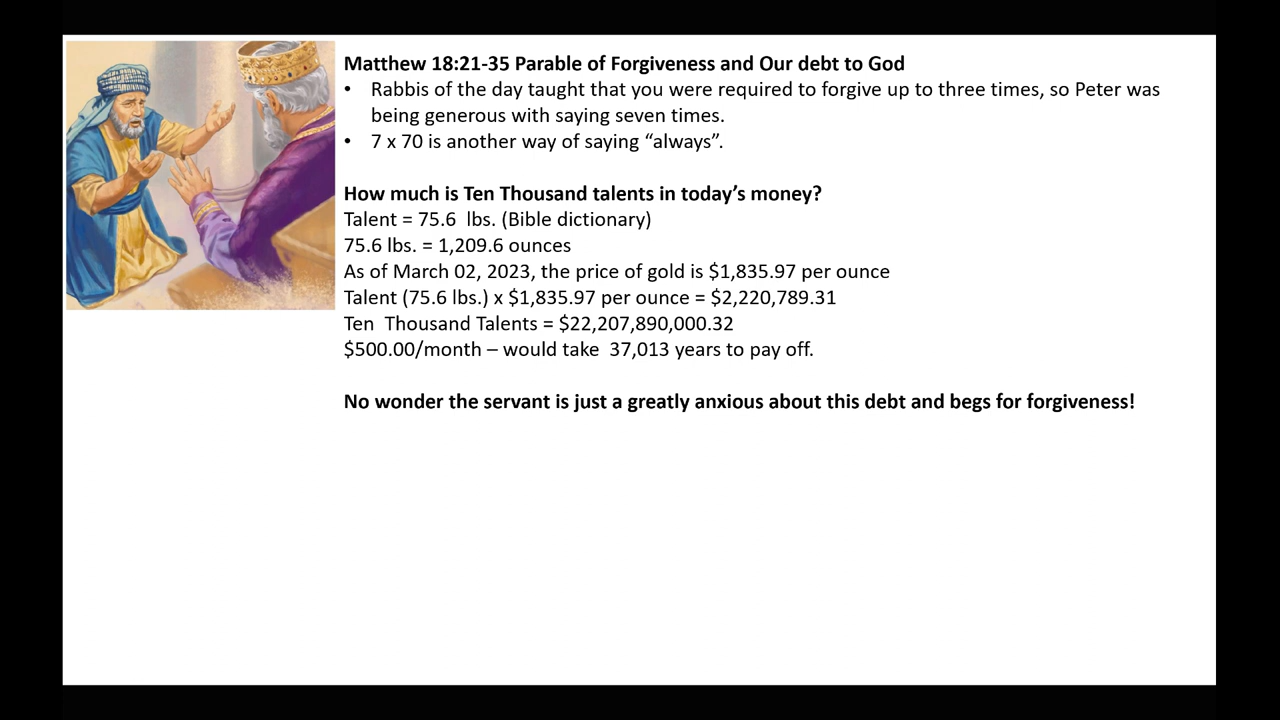 Matthew 18:21-35 Parable of Forgiveness and Our debt to God
• Rabbis of the day taught that you were required to forgive up to three times, so Peter was
being generous with saying seven times.
• 7 x 70 is another way of saying “always”.
How much is Ten Thousand talents in today’s money?
Talent = 75.6  lbs. (Bible dictionary)
75.6 lbs. = 1,209.6 ounces
As of March 02, 2023, the price of gold is $1,835.97 per ounce
Talent (75.6 lbs.) x $1,835.97 per ounce = $2,220,789.31
Ten  Thousand Talents = $22,207,890,000.32
$500.00/month – would take  37,013 years to pay off.
No wonder the servant is just a greatly anxious about this debt and begs for forgiveness!